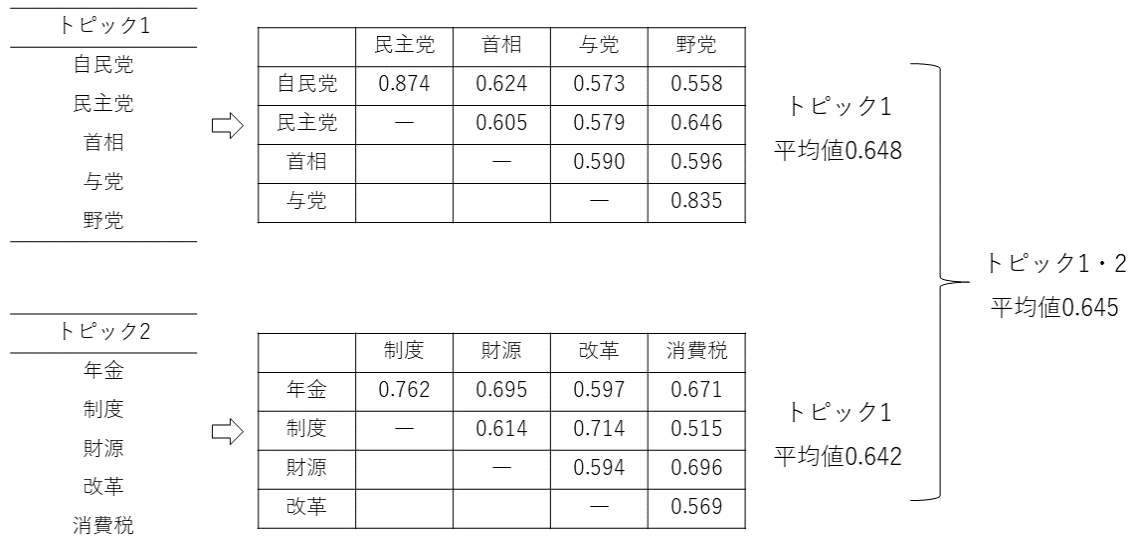 トピック1
自民党
民主党
首相
与党
野党
民主党 首相 与党 野党
自民党 0.874 0.624 0.573 0.558
民主党 — 0.605 0.579 0.646
首相 — 0.590 0.596
与党 — 0.835
トピック1
平均値0.648
トピック2
年金
制度
財源
改革
消費税
制度 財源 改革 消費税
年金 0.762 0.695 0.597 0.671
制度 — 0.614 0.714 0.515
財源 — 0.594 0.696
改革 — 0.569
トピック1
平均値0.642
トピック1・2
平均値0.645